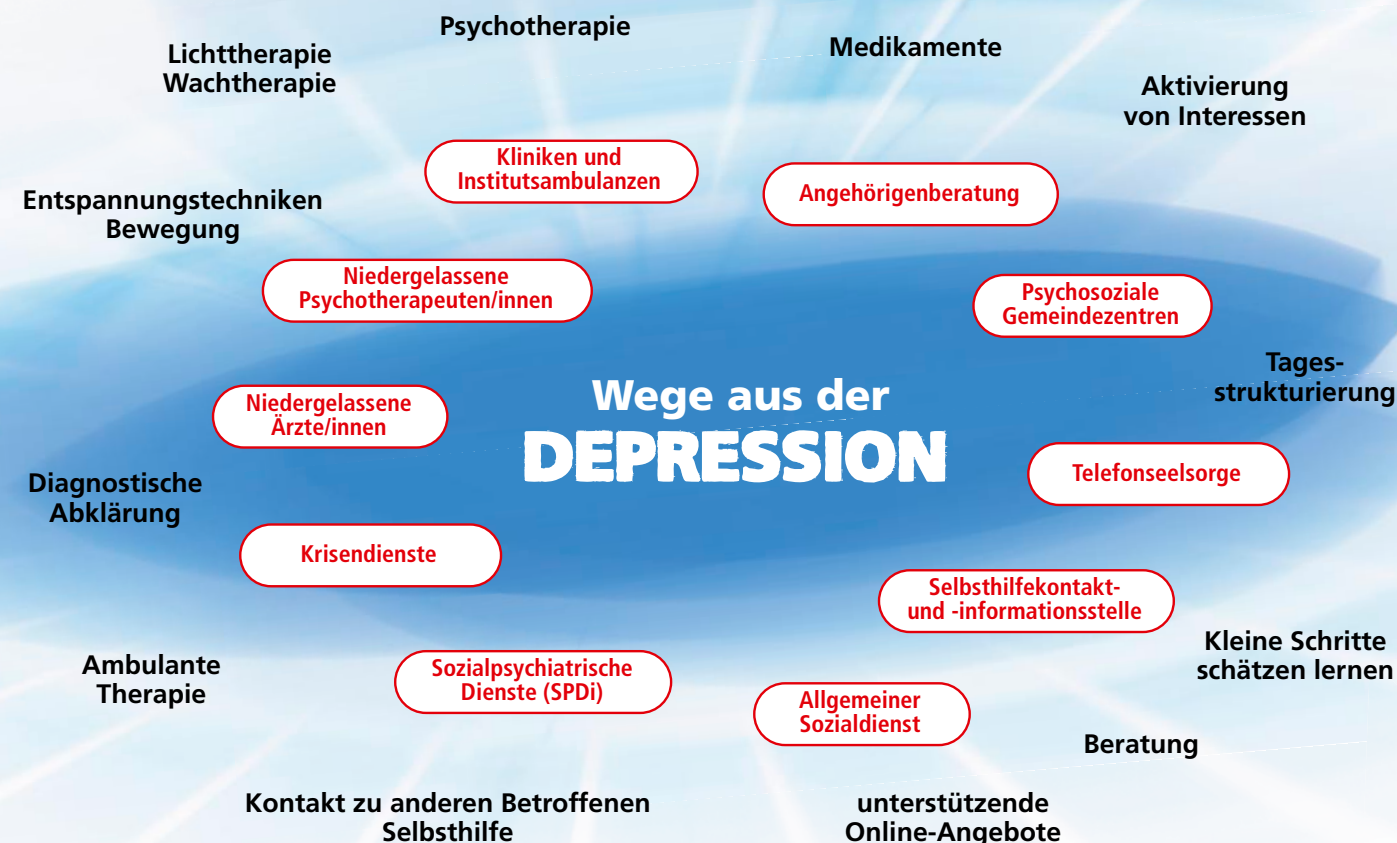 Psychotherapie
Medikamente
Lichttherapie
Wachtherapie
Aktivierung
von Interessen
Kliniken und
Institutsambulanzen
Angehörigenberatung
Entspannungstechniken
Bewegung
Niedergelassene
Psychotherapeuten/innen
Psychosoziale
Gemeindezentren
Tages-
strukturierung
Wege aus der
DEPRESSION
Niedergelassene
Ärzte/innen
Telefonseelsorge
Diagnostische
Abklärung
Krisendienste
Selbsthilfekontakt-
und -informationsstelle
Kleine Schritte
schätzen lernen
Ambulante
Therapie
Sozialpsychiatrische
Dienste (SPDi)
Allgemeiner
Sozialdienst
Beratung
Kontakt zu anderen Betroffenen
Selbsthilfe
unterstützende
Online-Angebote